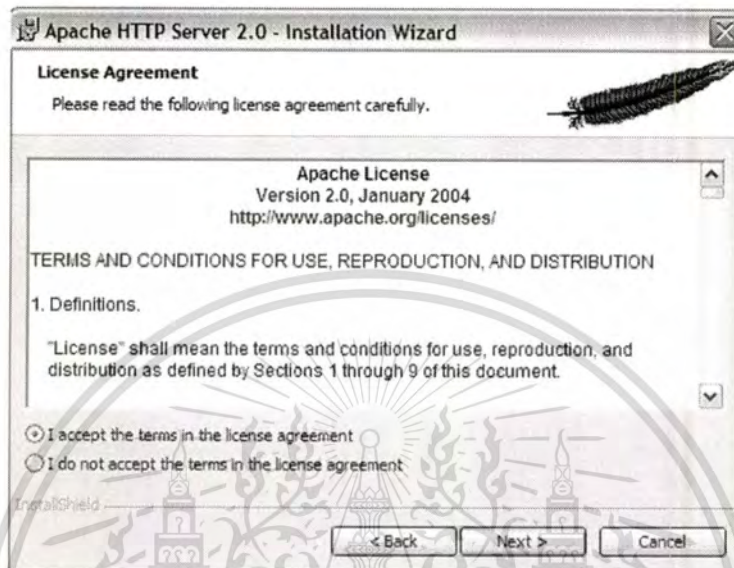 Apache HTTP Server 2.0 - Installation Wizard
License Agreement
Please read the following license agreement carefully.
Apache License
Version 2.0, January 2004
http://www.apache.org/licenses/
TERMS AND CONDITIONS FOR USE, REPRODUCTION, AND DISTRIBUTION
1. Definitions.
"License" shall mean the terms and conditions for use, reproduction, and
distribution as defined by Sections 1 through 9 of this document.
I accept the terms in the license agreement
I do not accept the terms in the license agreement
InstallShield
< Back Next > Cancel